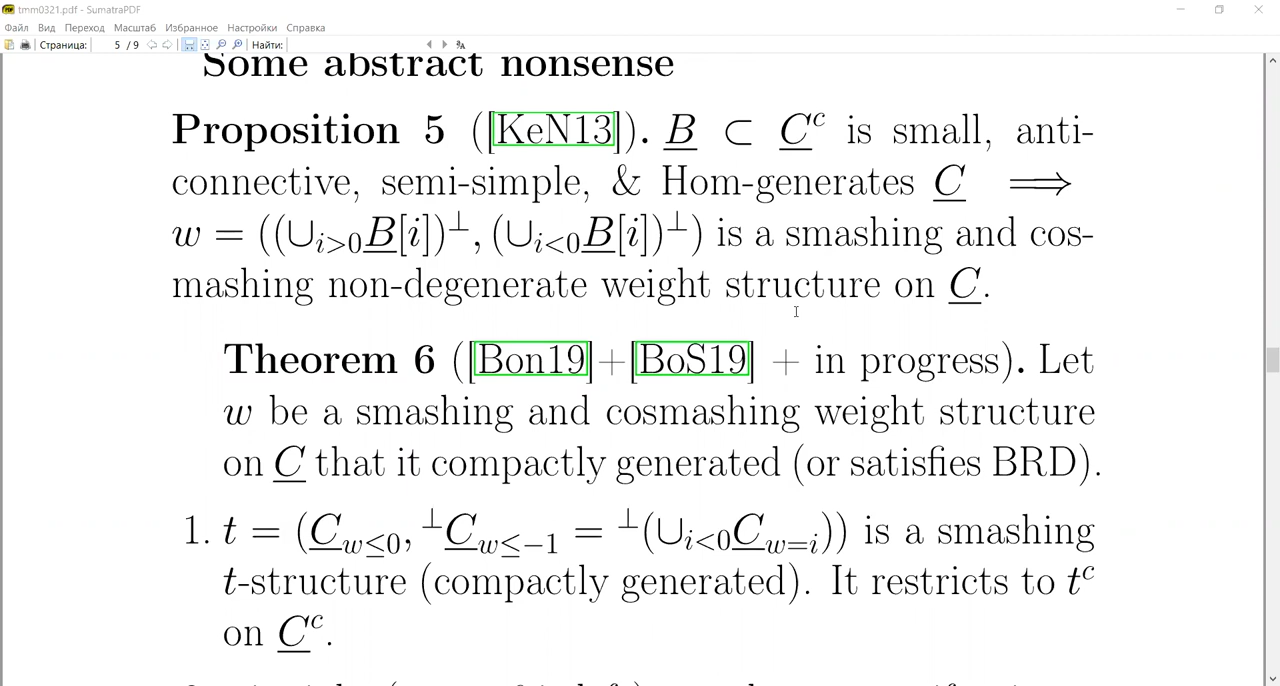 tmm0321.pdf - SumatraPDF
Файл Вид Переход Масштаб Избранное Настройки Справка
Страница: 5 / 9 Найти:
Some abstract nonsense
Proposition 5 ([KeN13]). B ⊂ C^c is small, anti-
connective, semi-simple, & Hom-generates C ⟹
w = ((∪_{i>0}B[i])^⊥, (∪_{i<0}B[i])^⊥) is a smashing and cos-
mashing non-degenerate weight structure on C.
Theorem 6 ([Bon19]+[BoS19] + in progress). Let
w be a smashing and cosmashing weight structure
on C that it compactly generated (or satisfies BRD).
1. t = (C_{w≤0}, ^⊥C_{w≤−1} = ^⊥(∪_{i<0}C_{w=i})) is a smashing
t-structure (compactly generated). It restricts to t^c
on C^c.